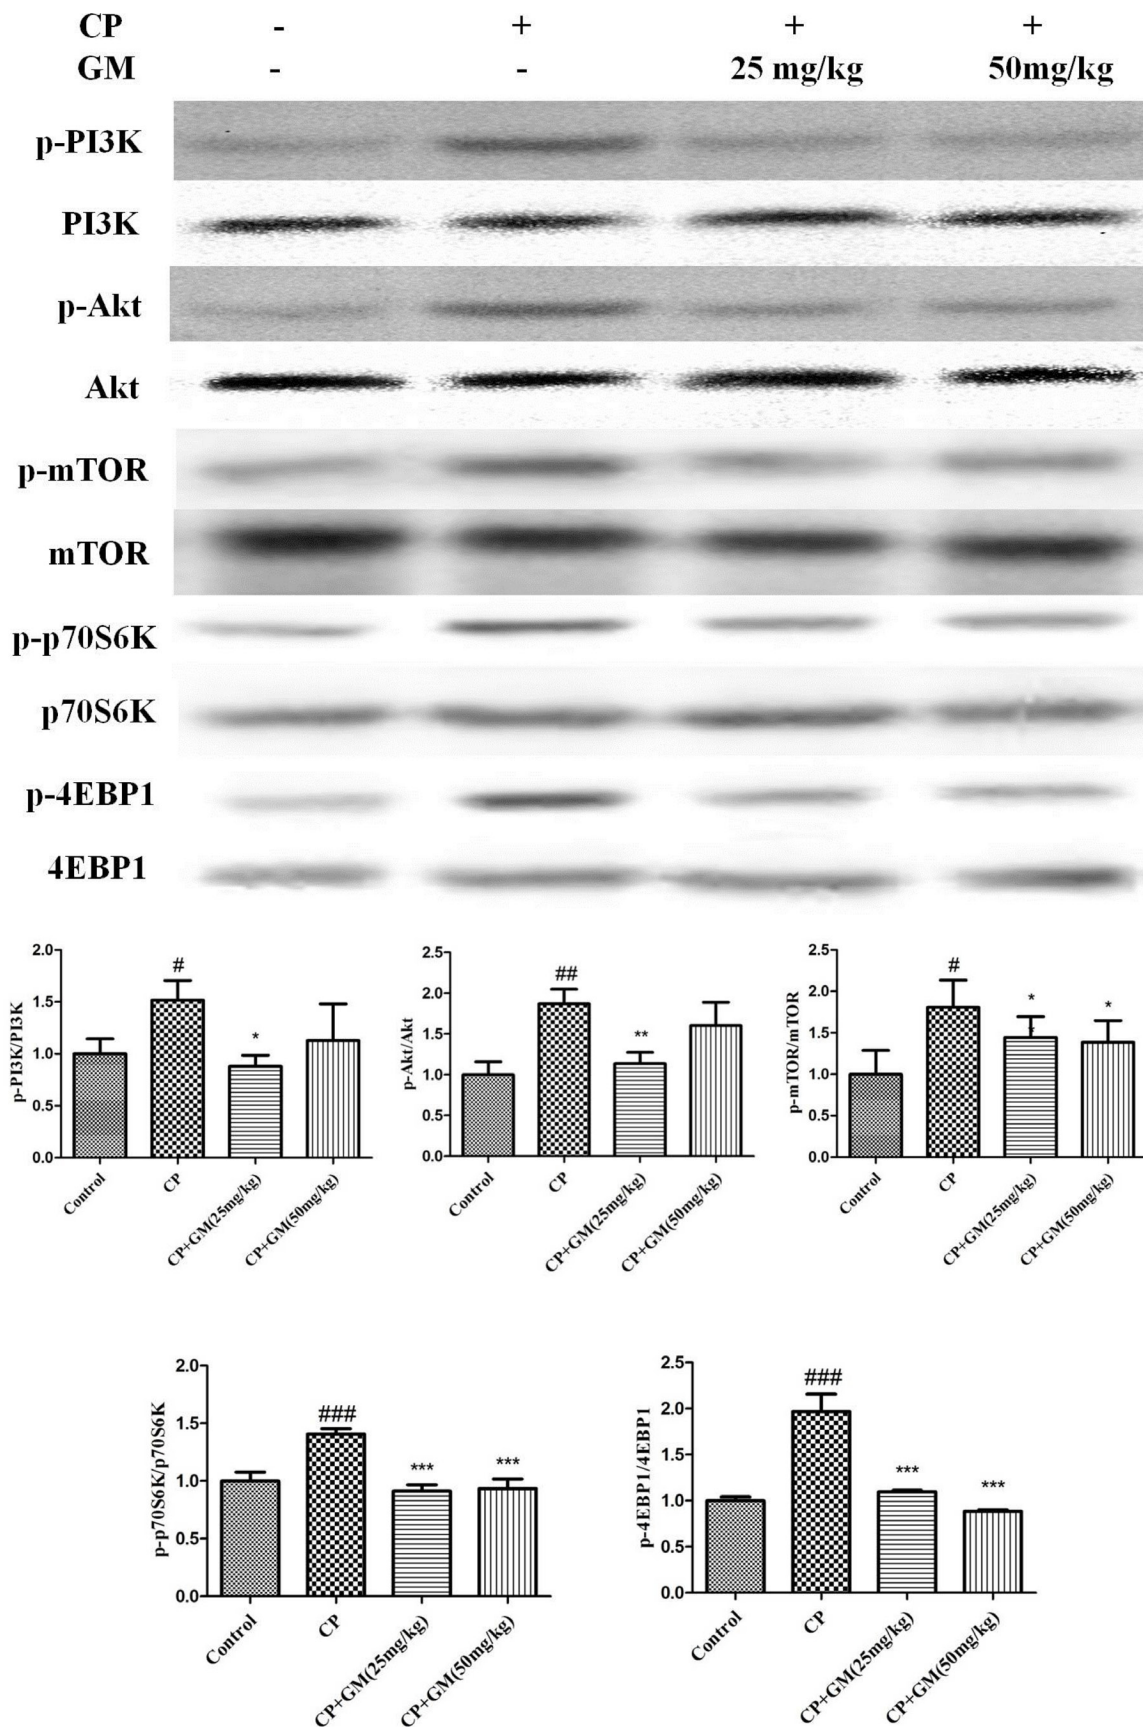 CP - + + +
GM - - 25 mg/kg 50mg/kg
p-PI3K
PI3K
p-Akt
Akt
p-mTOR
mTOR
p-p70S6K
p70S6K
p-4EBP1
4EBP1
p-PI3K/PI3K
2.0
1.5
1.0
0.5
0.0
#
*
Control
CP
CP+GM(25mg/kg)
CP+GM(50mg/kg)
p-Akt/Akt
2.5
2.0
1.5
1.0
0.5
0.0
##
**
Control
CP
CP+GM(25mg/kg)
CP+GM(50mg/kg)
p-mTOR/mTOR
2.5
2.0
1.5
1.0
0.5
0.0
#
*
*
*
Control
CP
CP+GM(25mg/kg)
CP+GM(50mg/kg)
p-p70S6K/p70S6K
2.0
1.5
1.0
0.5
0.0
###
***
***
Control
CP
CP+GM(25mg/kg)
CP+GM(50mg/kg)
p-4EBP1/4EBP1
2.5
2.0
1.5
1.0
0.5
0.0
###
***
***
Control
CP
CP+GM(25mg/kg)
CP+GM(50mg/kg)